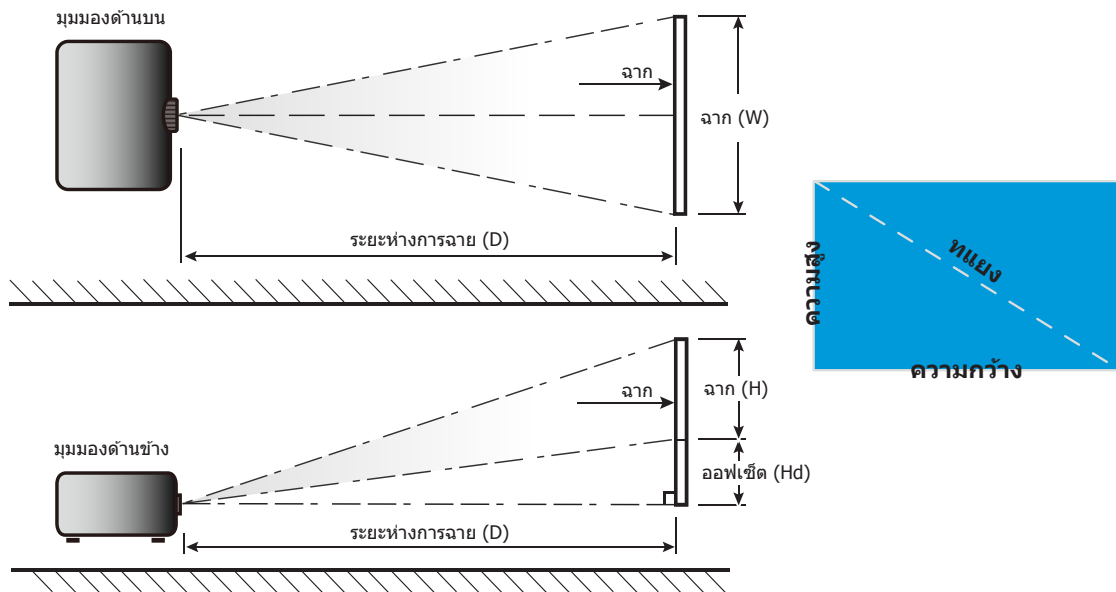 มุมมองด้านบน
ฉาก
ฉาก (W)
ระยะห่างการฉาย (D)
ความสูง
ทแยง
ความกว้าง
ฉาก
ฉาก (H)
มุมมองด้านข้าง
ออฟเซ็ต (Hd)
ระยะห่างการฉาย (D)